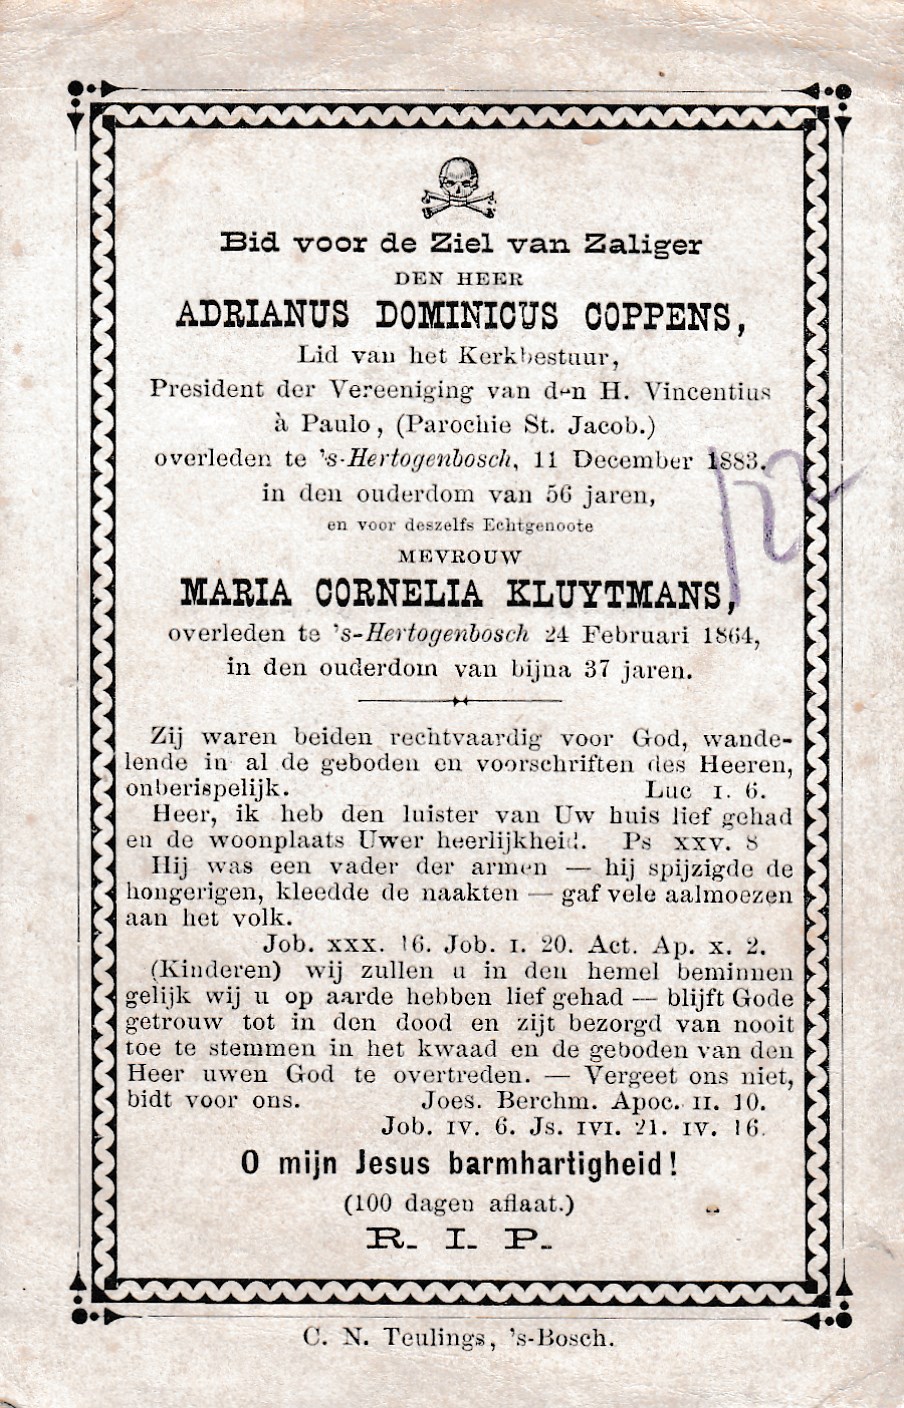 Bid voor de Ziel van Zaliger
DEN HEER
ADRIANUS DOMINICUS COPPENS,
Lid van het Kerkbestuur,
President der Vereeniging van den H. Vincentius
à Paulo, (Parochie St. Jacob.)
overleden te 's-Hertogenbosch, 11 December 1883.
in den ouderdom van 56 jaren,
en voor deszelfs Echtgenoote
MEVROUW
MARIA CORNELIA KLUYTMANS,
overleden te 's-Hertogenbosch 24 Februari 1864,
in den ouderdom van bijna 37 jaren.
Zij waren beiden rechtvaardig voor God, wande-
lende in al de geboden en voorschriften des Heeren,
onberispelijk. Luc I. 6.
Heer, ik heb den luister van Uw huis lief gehad
en de woonplaats Uwer heerlijkheid. Ps XXV. 8
Hij was een vader der armen — hij spijzigde de
hongerigen, kleedde de naakten — gaf vele aalmoezen
aan het volk.
Job. XXX. 16. Job. I. 20. Act. Ap. X. 2.
(Kinderen) wij zullen u in den hemel beminnen
gelijk wij u op aarde hebben lief gehad — blijft Gode
getrouw tot in den dood en zijt bezorgd van nooit
toe te stemmen in het kwaad en de geboden van den
Heer uwen God te overtreden. — Vergeet ons niet,
bidt voor ons. Joes. Berchm. Apoc. II. 10.
Job. IV. 6. Js. IVI. 21. IV. 16.
O mijn Jesus barmhartigheid!
(100 dagen aflaat.)
R. I. P.
C. N. Teulings, 's-Bosch.